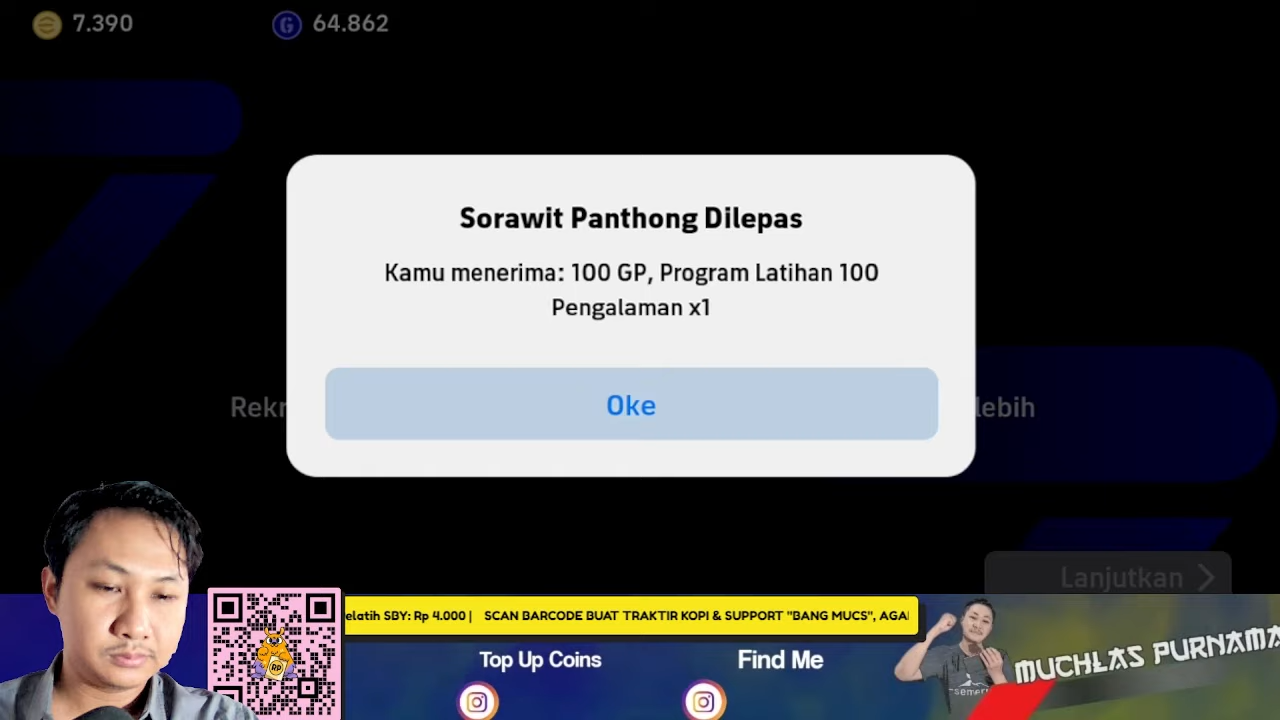 7.390
64.862
Sorawit Panthong Dilepas
Kamu menerima: 100 GP, Program Latihan 100
Pengalaman x1
Oke
lebih
Lanjutkan
SBY: Rp 4.000 | SCAN BARCODE BUAT TRAKTIR KOPI & SUPPORT "BANG MUCS",
Top Up Coins
Find Me
MUCHLAS PURNAMA
RP